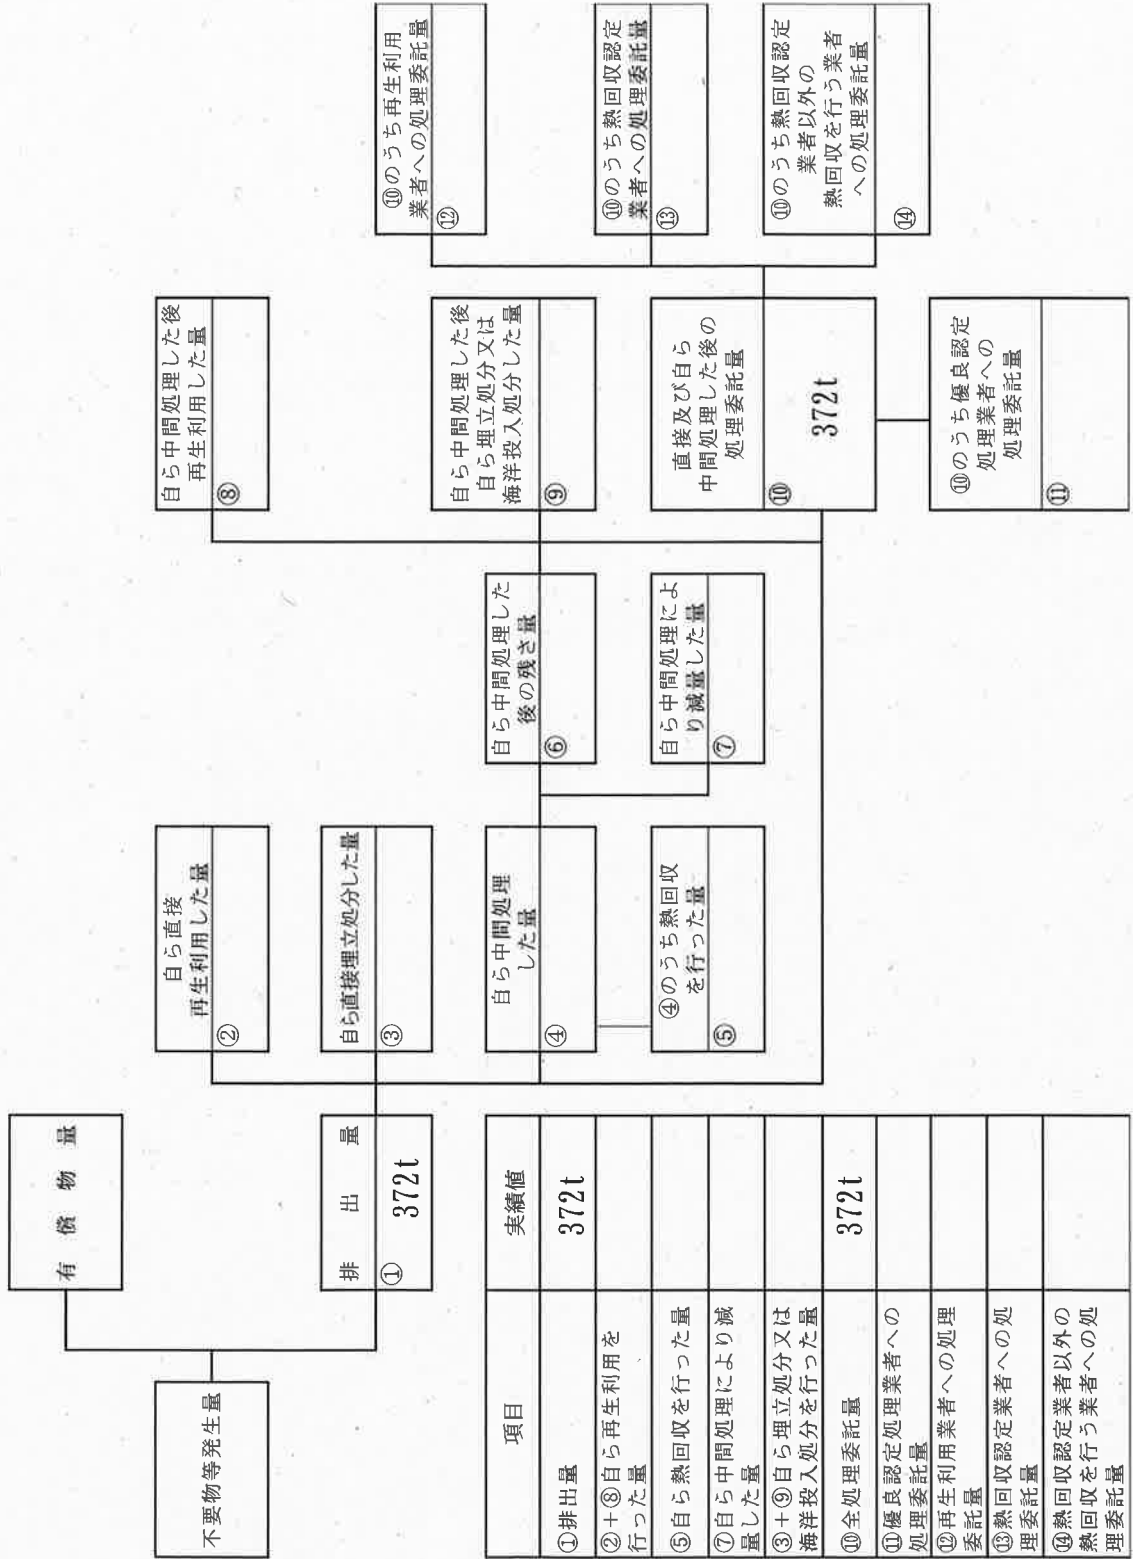 不要物等発生量
有償物量
排出量
①
372t
自ら直接
再生利用した量
②
自ら直接埋立処分した量
③
自ら中間処理
した量
④
④のうち熱回収
を行った量
⑤
自ら中間処理した
後の残さ量
⑥
自ら中間処理によ
り減量した量
⑦
自ら中間処理した後
再生利用した量
⑧
自ら中間処理した後
自ら埋立処分又は
海洋投入処分した量
⑨
直接及び自ら
中間処理した後の
処理委託量
⑩
372t
⑩のうち優良認定
処理業者への
処理委託量
⑪
⑩のうち再生利用
業者への処理委託量
⑫
⑩のうち熱回収認定
業者への処理委託量
⑬
⑩のうち熱回収認定
業者以外の
熱回収を行う業者
への処理委託量
⑭
項目 実績値
①排出量 372t
②+⑧自ら再生利用を
行った量
⑤自ら熱回収を行った量
⑦自ら中間処理により減
量した量
③+⑨自ら埋立処分又は
海洋投入処分を行った量
⑩全処理委託量 372t
⑪優良認定処理業者への
処理委託量
⑫再生利用業者への処理
委託量
⑬熱回収認定業者への処
理委託量
⑭熱回収認定業者以外の
熱回収を行う業者への処
理委託量